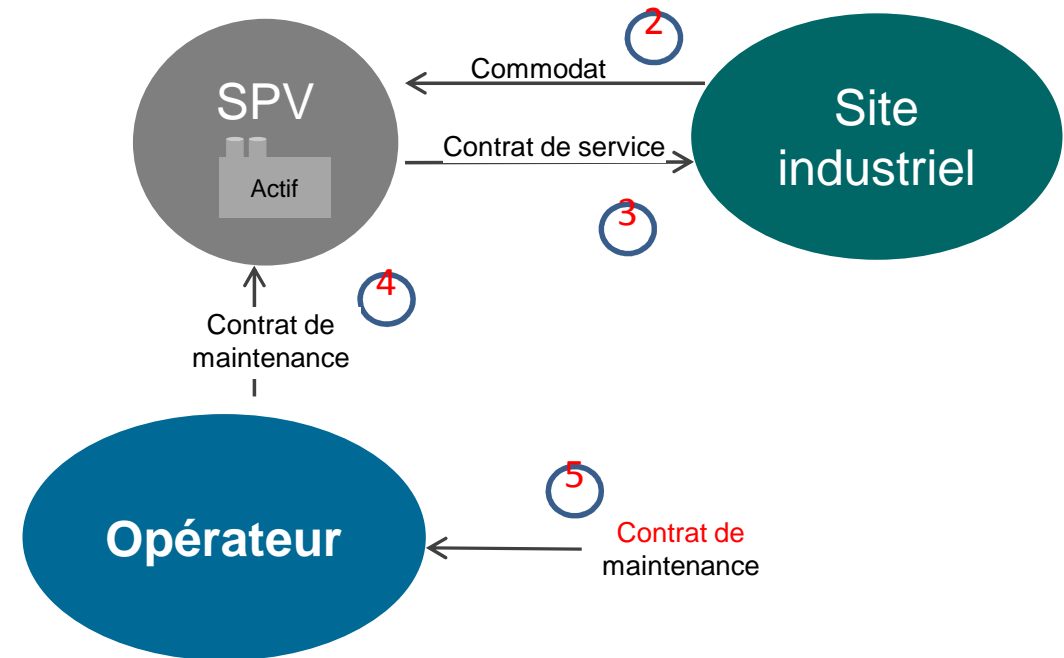 2
Commodat
SPV
Site
industriel
Contrat de service
Actif
3
4
Contrat de
maintenance
5
Opérateur
Contrat de
maintenance